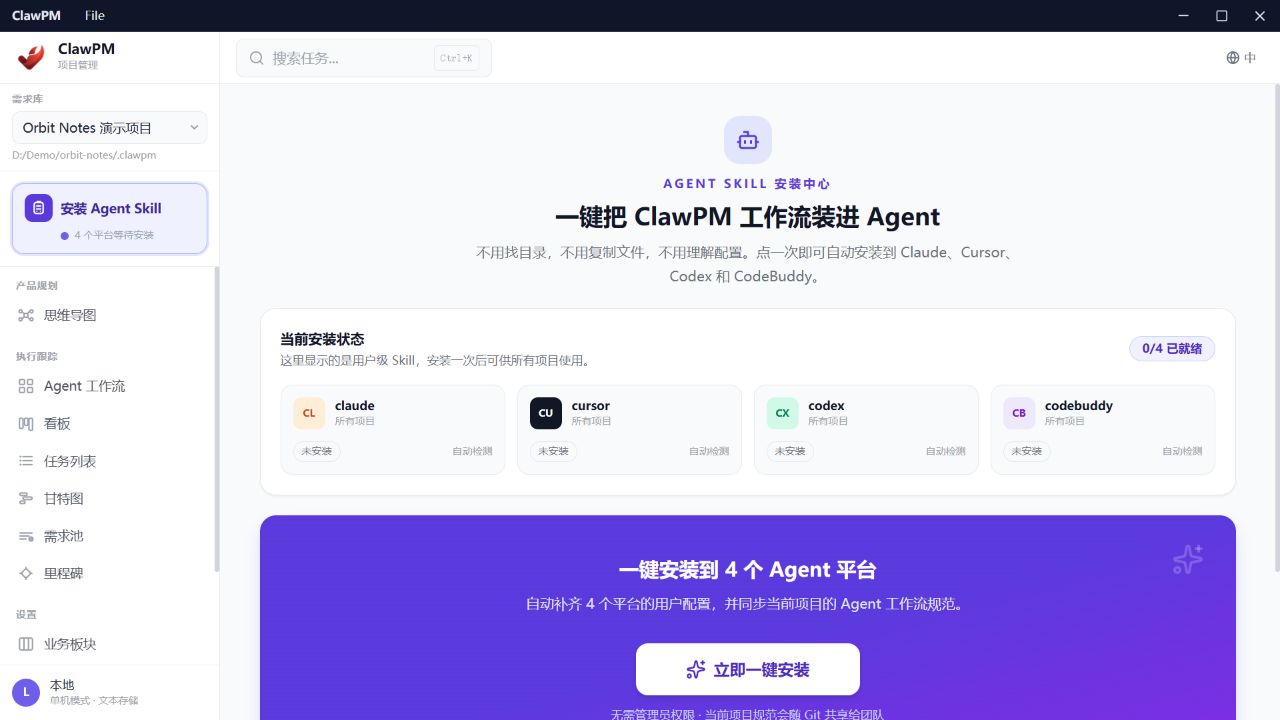 ClawPM File
ClawPM
项目管理
搜索任务...
Ctrl+K
中
需求库
Orbit Notes 演示项目
D:/Demo/orbit-notes/.clawpm
安装 Agent Skill
4 个平台等待安装
产品规划
思维导图
执行跟踪
Agent 工作流
看板
任务列表
甘特图
需求池
里程碑
设置
业务板块
L
本地
单机模式 · 文本存储
AGENT SKILL 安装中心
一键把 ClawPM 工作流装进 Agent
不用找目录，不用复制文件，不用理解配置。点一次即可自动安装到 Claude、Cursor、
Codex 和 CodeBuddy。
当前安装状态
这里显示的是用户级 Skill，安装一次后可供所有项目使用。
0/4 已就绪
CL
claude
所有项目
未安装
自动检测
CU
cursor
所有项目
未安装
自动检测
CX
codex
所有项目
未安装
自动检测
CB
codebuddy
所有项目
未安装
自动检测
一键安装到 4 个 Agent 平台
自动补齐 4 个平台的用户配置，并同步当前项目的 Agent 工作流规范。
立即一键安装
无需管理员权限 · 当前项目规范会随 Git 共享给团队